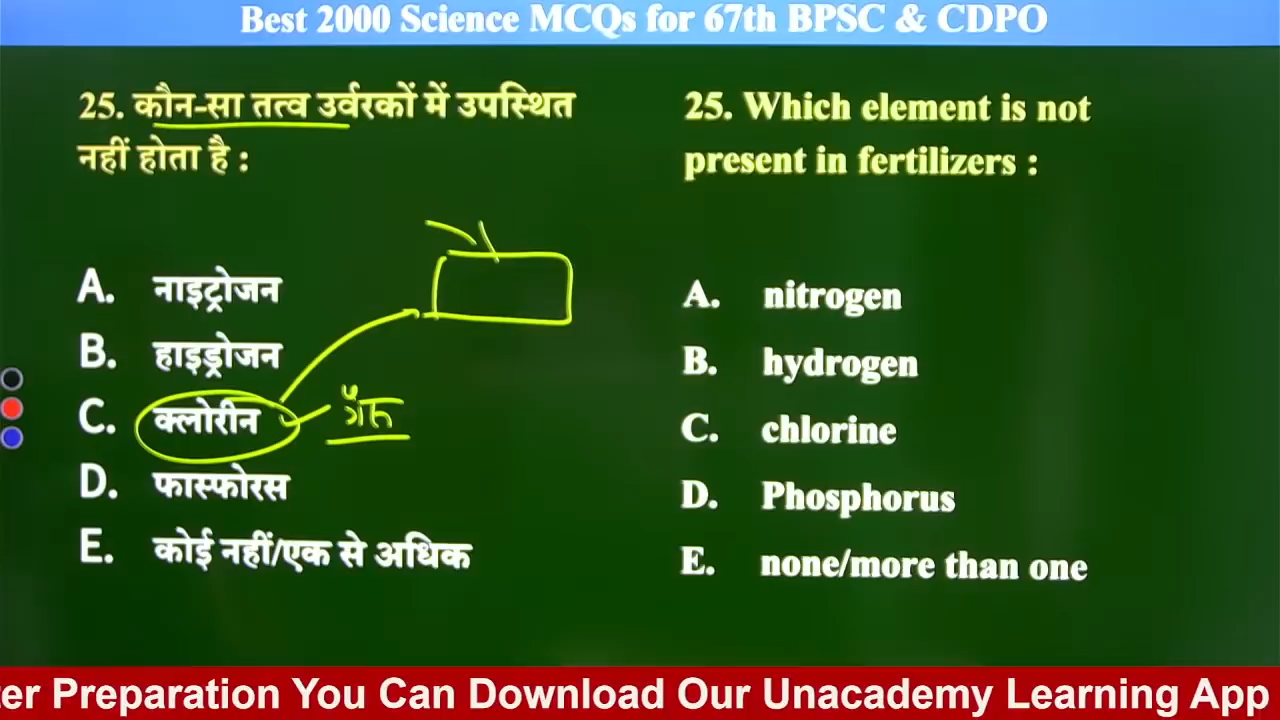 Best 2000 Science MCQs for 67th BPSC & CDPO
25. कौन-सा तत्व उर्वरकों में उपस्थित
नहीं होता है :
A. नाइट्रोजन
B. हाइड्रोजन
C. क्लोरीन
D. फास्फोरस
E. कोई नहीं/एक से अधिक
25. Which element is not
present in fertilizers :
A. nitrogen
B. hydrogen
C. chlorine
D. Phosphorus
E. none/more than one
ter Preparation You Can Download Our Unacademy Learning App